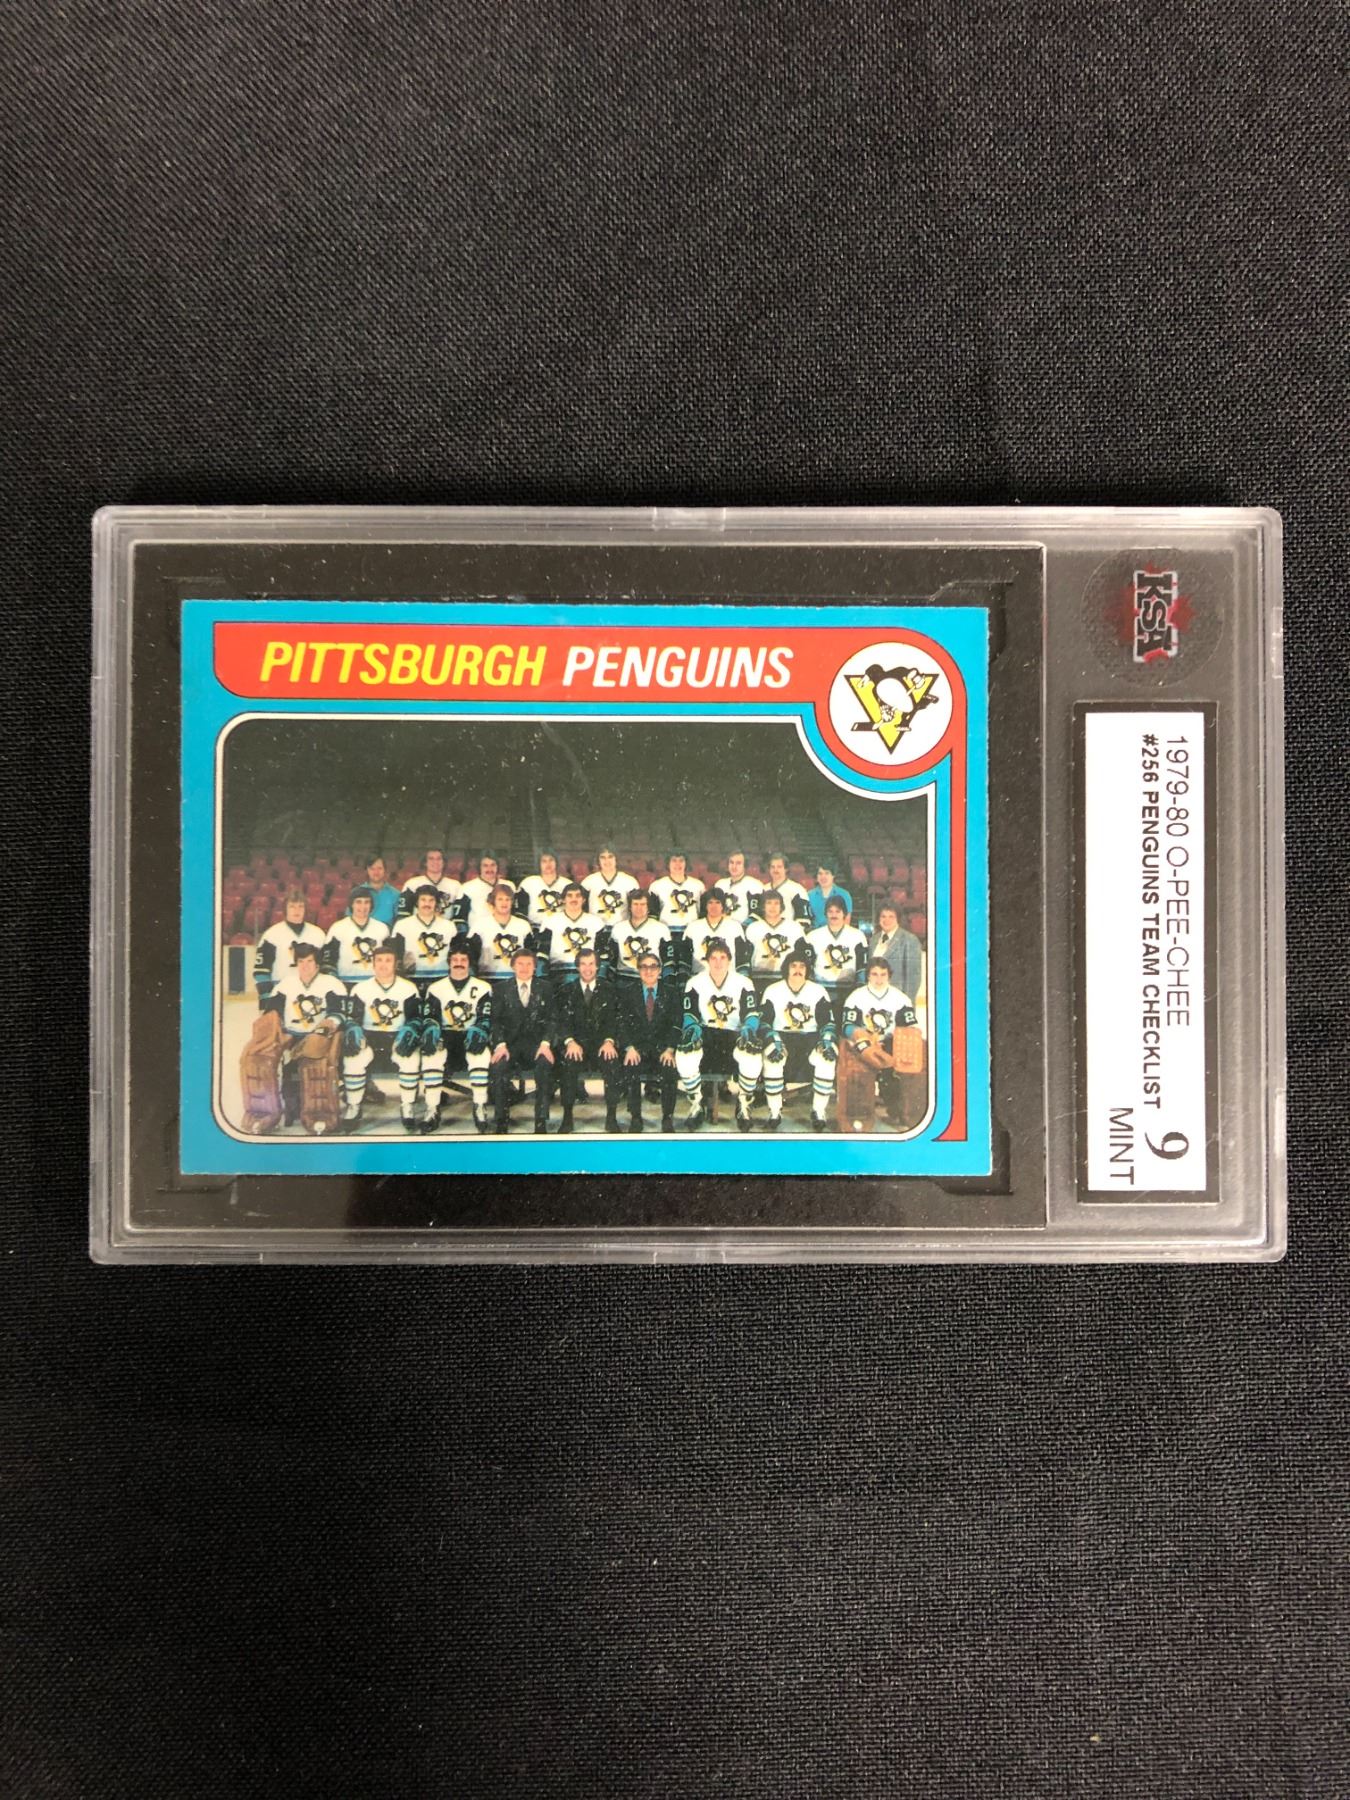 PITTSBURGH PENGUINS
KSA
1979-80 O-PEE-CHEE
#256 PENGUINS TEAM CHECKLIST
9
MINT